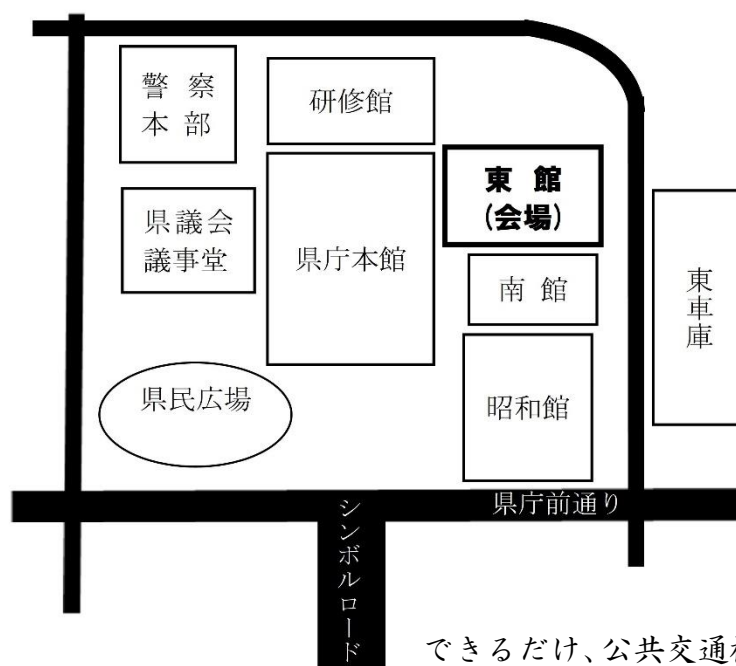 警 察
本 部
研修館
東 館
(会場)
県議会
議事堂
県庁本館
南 館
東車庫
県民広場
昭和館
県庁前通り
シンボルロード
できるだけ、公共交通